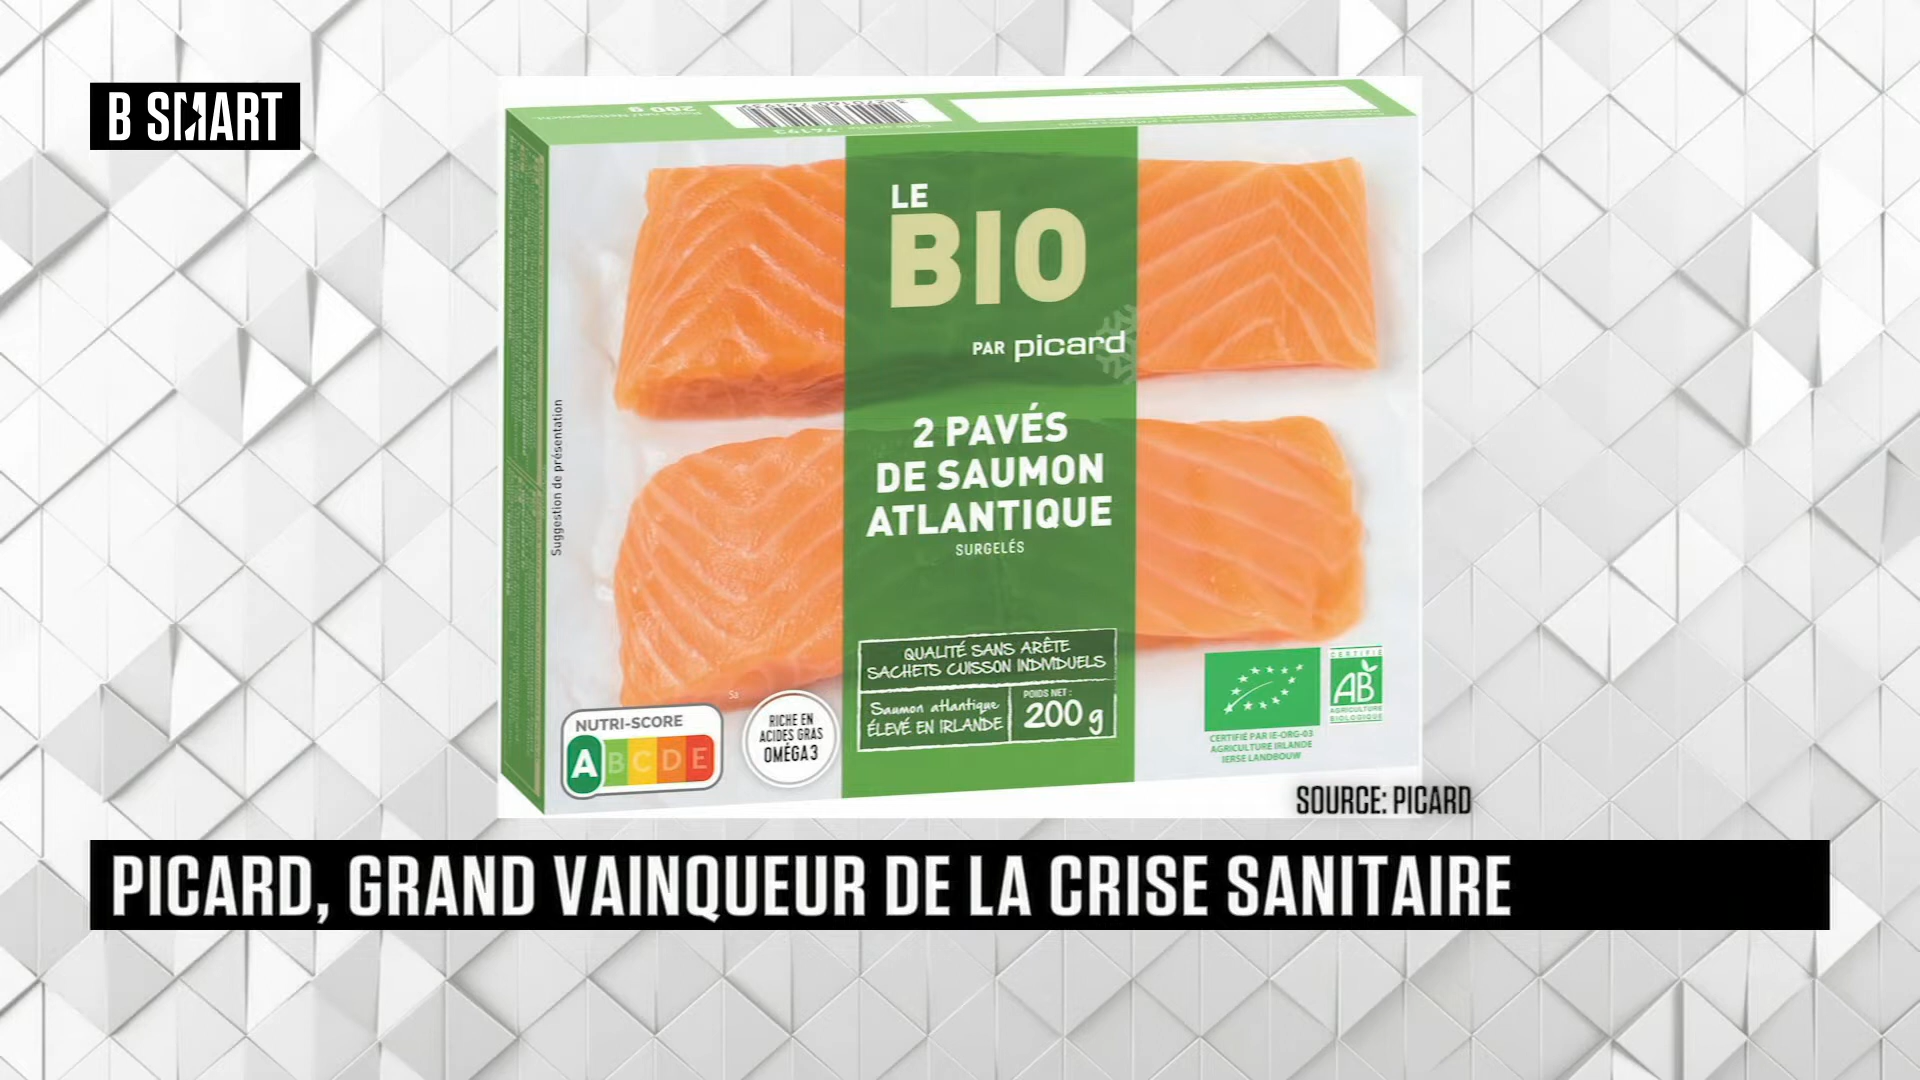 B SMART
200 g
LE
BIO
PAR picard
2 PAVÉS
DE SAUMON
ATLANTIQUE
SURGELÉS
Suggestion de présentation
QUALITÉ SANS ARÊTE
SACHETS CUISSON INDIVIDUELS
Saumon atlantique
ÉLEVÉ EN IRLANDE
POIDS NET :
200 g
NUTRI-SCORE
A B C D E
RICHE EN
ACIDES GRAS
OMÉGA 3
CERTIFIÉ
AB
AGRICULTURE
BIOLOGIQUE
CERTIFIÉ PAR IE-ORG-03
AGRICULTURE IRLANDE
IERSE LANDBOUW
SOURCE: PICARD
PICARD, GRAND VAINQUEUR DE LA CRISE SANITAIRE